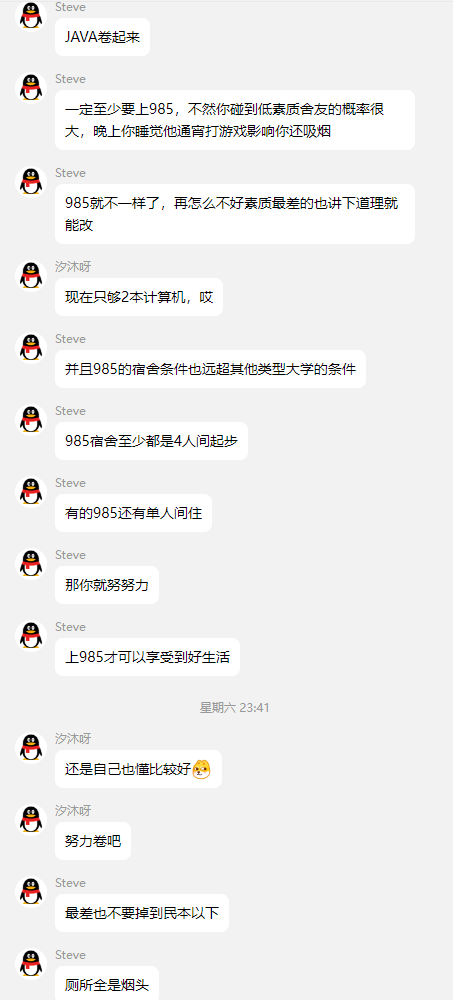 Steve
JAVA卷起来
Steve
一定至少要上985，不然你碰到低素质舍友的概率很
大，晚上你睡觉他通宵打游戏影响你还吸烟
Steve
985就不一样了，再怎么不好素质最差的也讲下道理就
能改
汐沐呀
现在只够2本计算机，哎
Steve
并且985的宿舍条件也远超其他类型大学的条件
Steve
985宿舍至少都是4人间起步
Steve
有的985还有单人间住
Steve
那你就努努力
Steve
上985才可以享受到好生活
星期六 23:41
汐沐呀
还是自己也懂比较好
汐沐呀
努力卷吧
Steve
最差也不要掉到民本以下
Steve
厕所全是烟头